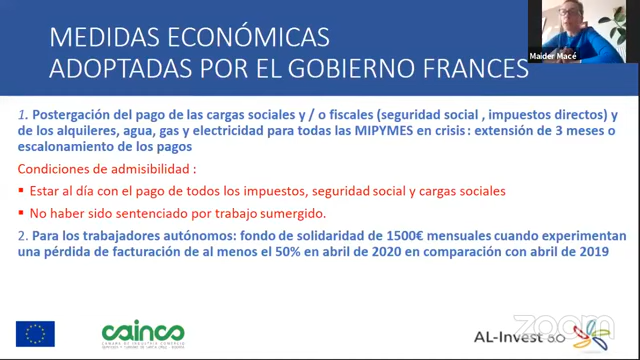 MEDIDAS ECONÓMICAS
ADOPTADAS POR EL GOBIERNO FRANCES
Maider Macé
1. Postergación del pago de las cargas sociales y / o fiscales (seguridad social , impuestos directos) y
de los alquileres, agua, gas y electricidad para todas las MIPYMES en crisis : extensión de 3 meses o
escalonamiento de los pagos
Condiciones de admisibilidad :
▪ Estar al día con el pago de todos los impuestos, seguridad social y cargas sociales
▪ No haber sido sentenciado por trabajo sumergido.
2. Para los trabajadores autónomos: fondo de solidaridad de 1500€ mensuales cuando experimentan
una pérdida de facturación de al menos el 50% en abril de 2020 en comparación con abril de 2019
cainco
AL-Invest 5.0
zoom